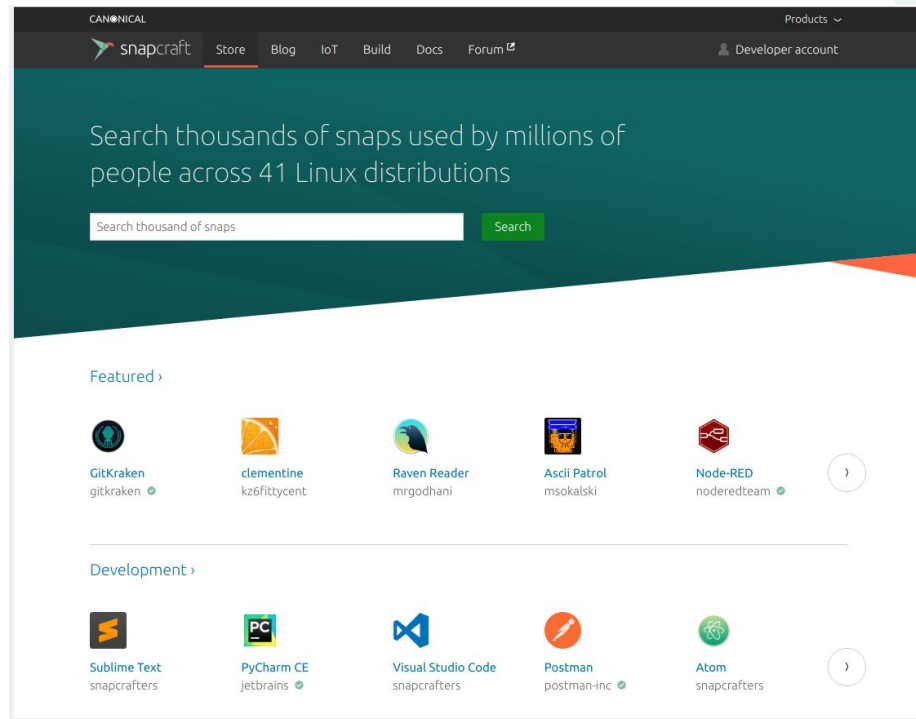 CANONICAL
Products
snapcraft
Store
Blog
IoT
Build
Docs
Forum
Developer account
Search thousands of snaps used by millions of
people across 41 Linux distributions
Search thousand of snaps
Search
Featured ›
GitKraken
clementine
Raven Reader
Ascii Patrol
Node-RED
gitkraken
kz6fittycent
mrgodhani
msokalski
noderedteam
Development ›
PC
Sublime Text
PyCharm CE
Visual Studio Code
Postman
Atom
snapcrafters
jetbrains
snapcrafters
postman-inc
snapcrafters